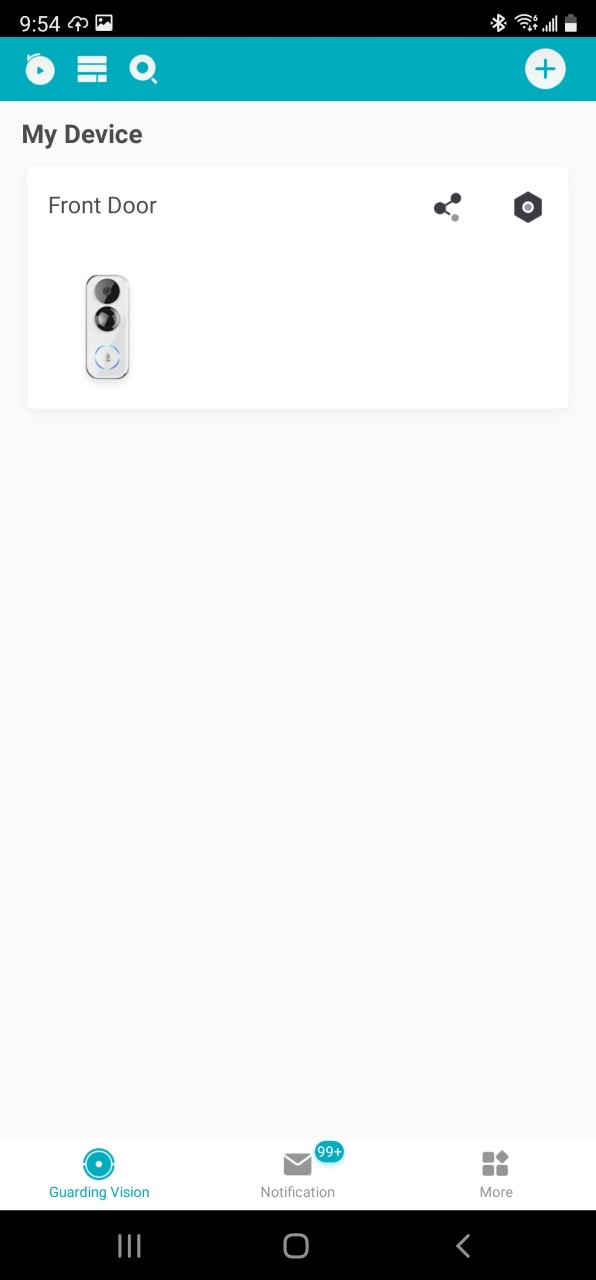 9:54
My Device
Front Door
99+
Guarding Vision
Notification
More